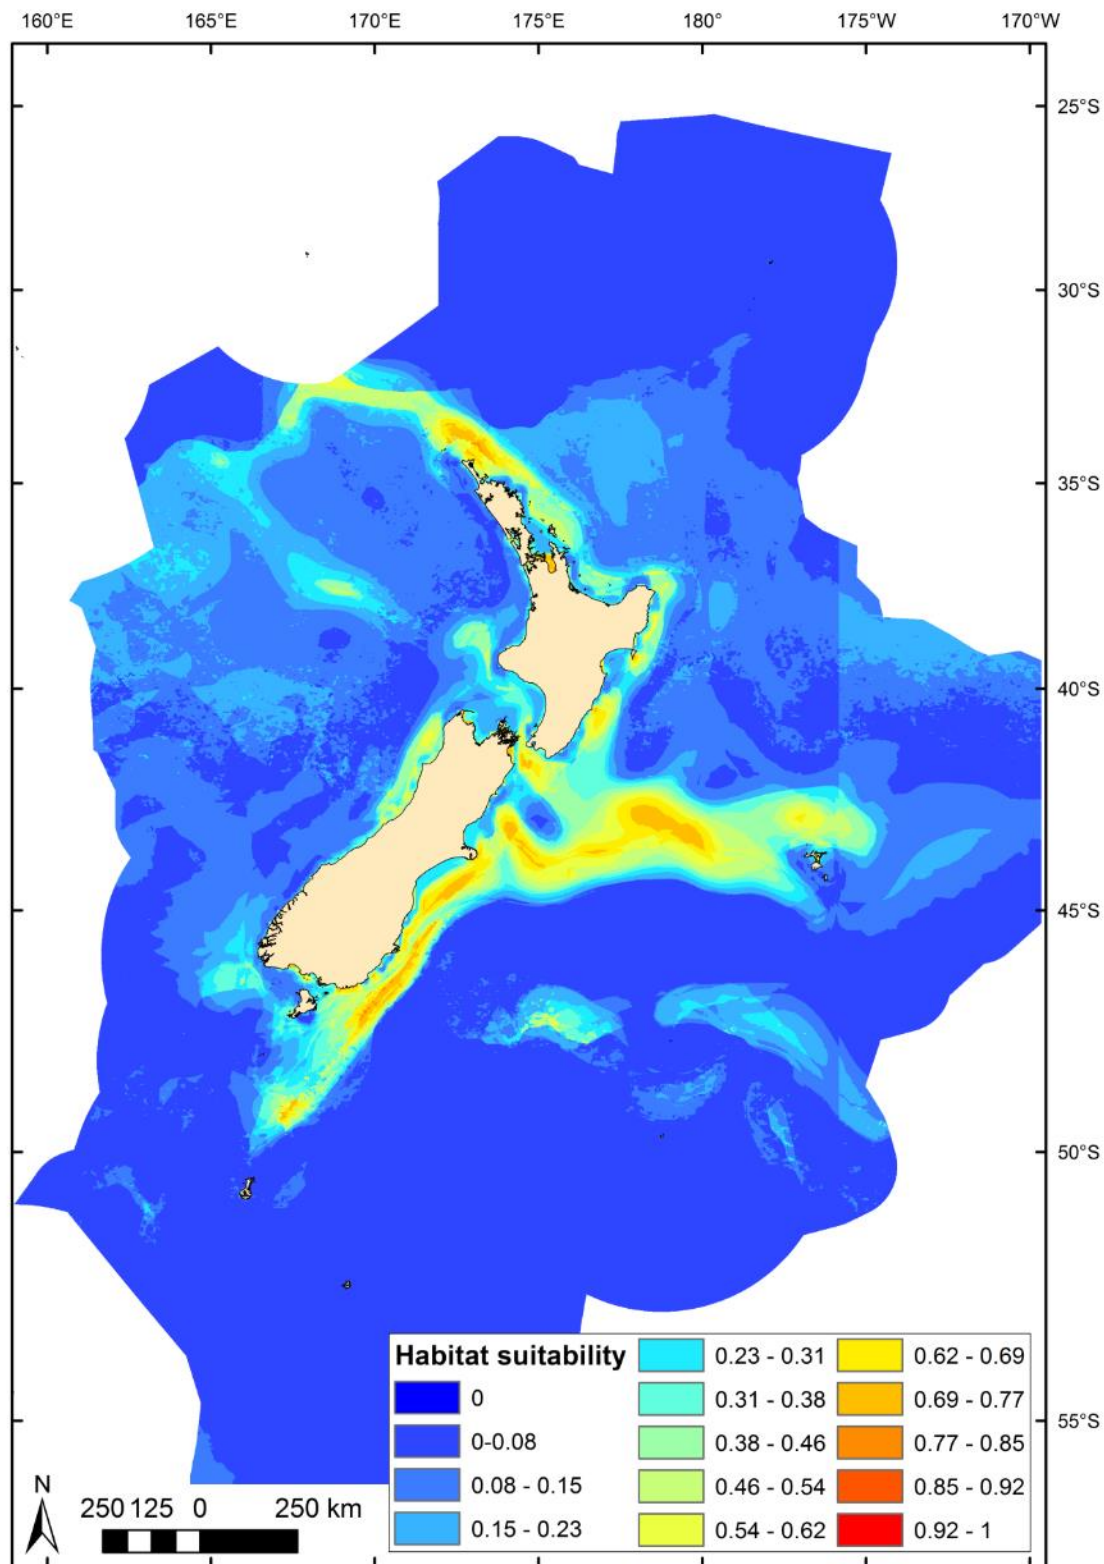 160°E 165°E 170°E 175°E 180° 175°W 170°W
25°S
30°S
35°S
40°S
45°S
50°S
55°S
Habitat suitability
0
0-0.08
0.08 - 0.15
0.15 - 0.23
0.23 - 0.31
0.31 - 0.38
0.38 - 0.46
0.46 - 0.54
0.54 - 0.62
0.62 - 0.69
0.69 - 0.77
0.77 - 0.85
0.85 - 0.92
0.92 - 1
N
250 125 0 250 km